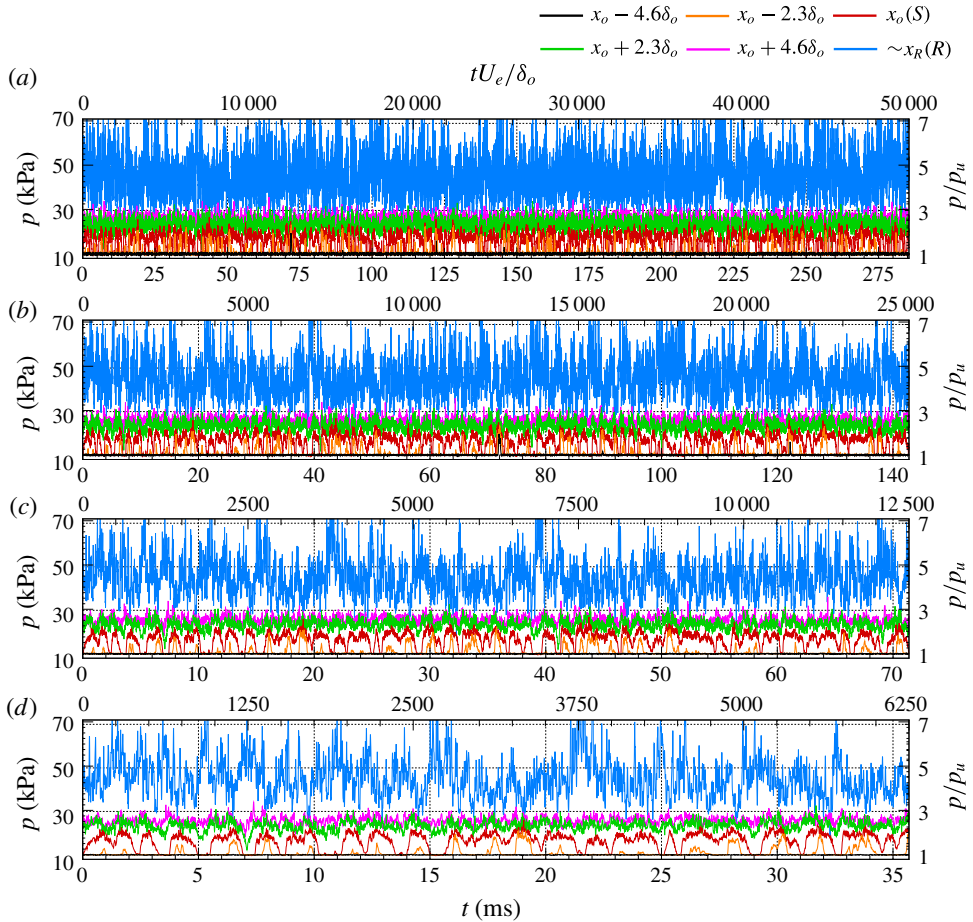 x_o − 4.6δ_o x_o − 2.3δ_o x_o(S)
x_o + 2.3δ_o x_o + 4.6δ_o ~x_R(R)
(a) tU_e/δ_o
0 10 000 20 000 30 000 40 000 50 000
70 7
50 5
30 3
10 1
p (kPa) p/p_u
0 25 50 75 100 125 150 175 200 225 250 275
(b) 0 5000 10 000 15 000 20 000 25 000
70 7
50 5
30 3
10 1
p (kPa) p/p_u
0 20 40 60 80 100 120 140
(c) 0 2500 5000 7500 10 000 12 500
70 7
50 5
30 3
10 1
p (kPa) p/p_u
0 10 20 30 40 50 60 70
(d) 0 1250 2500 3750 5000 6250
70 7
50 5
30 3
10 1
p (kPa) p/p_u
0 5 10 15 20 25 30 35
t (ms)